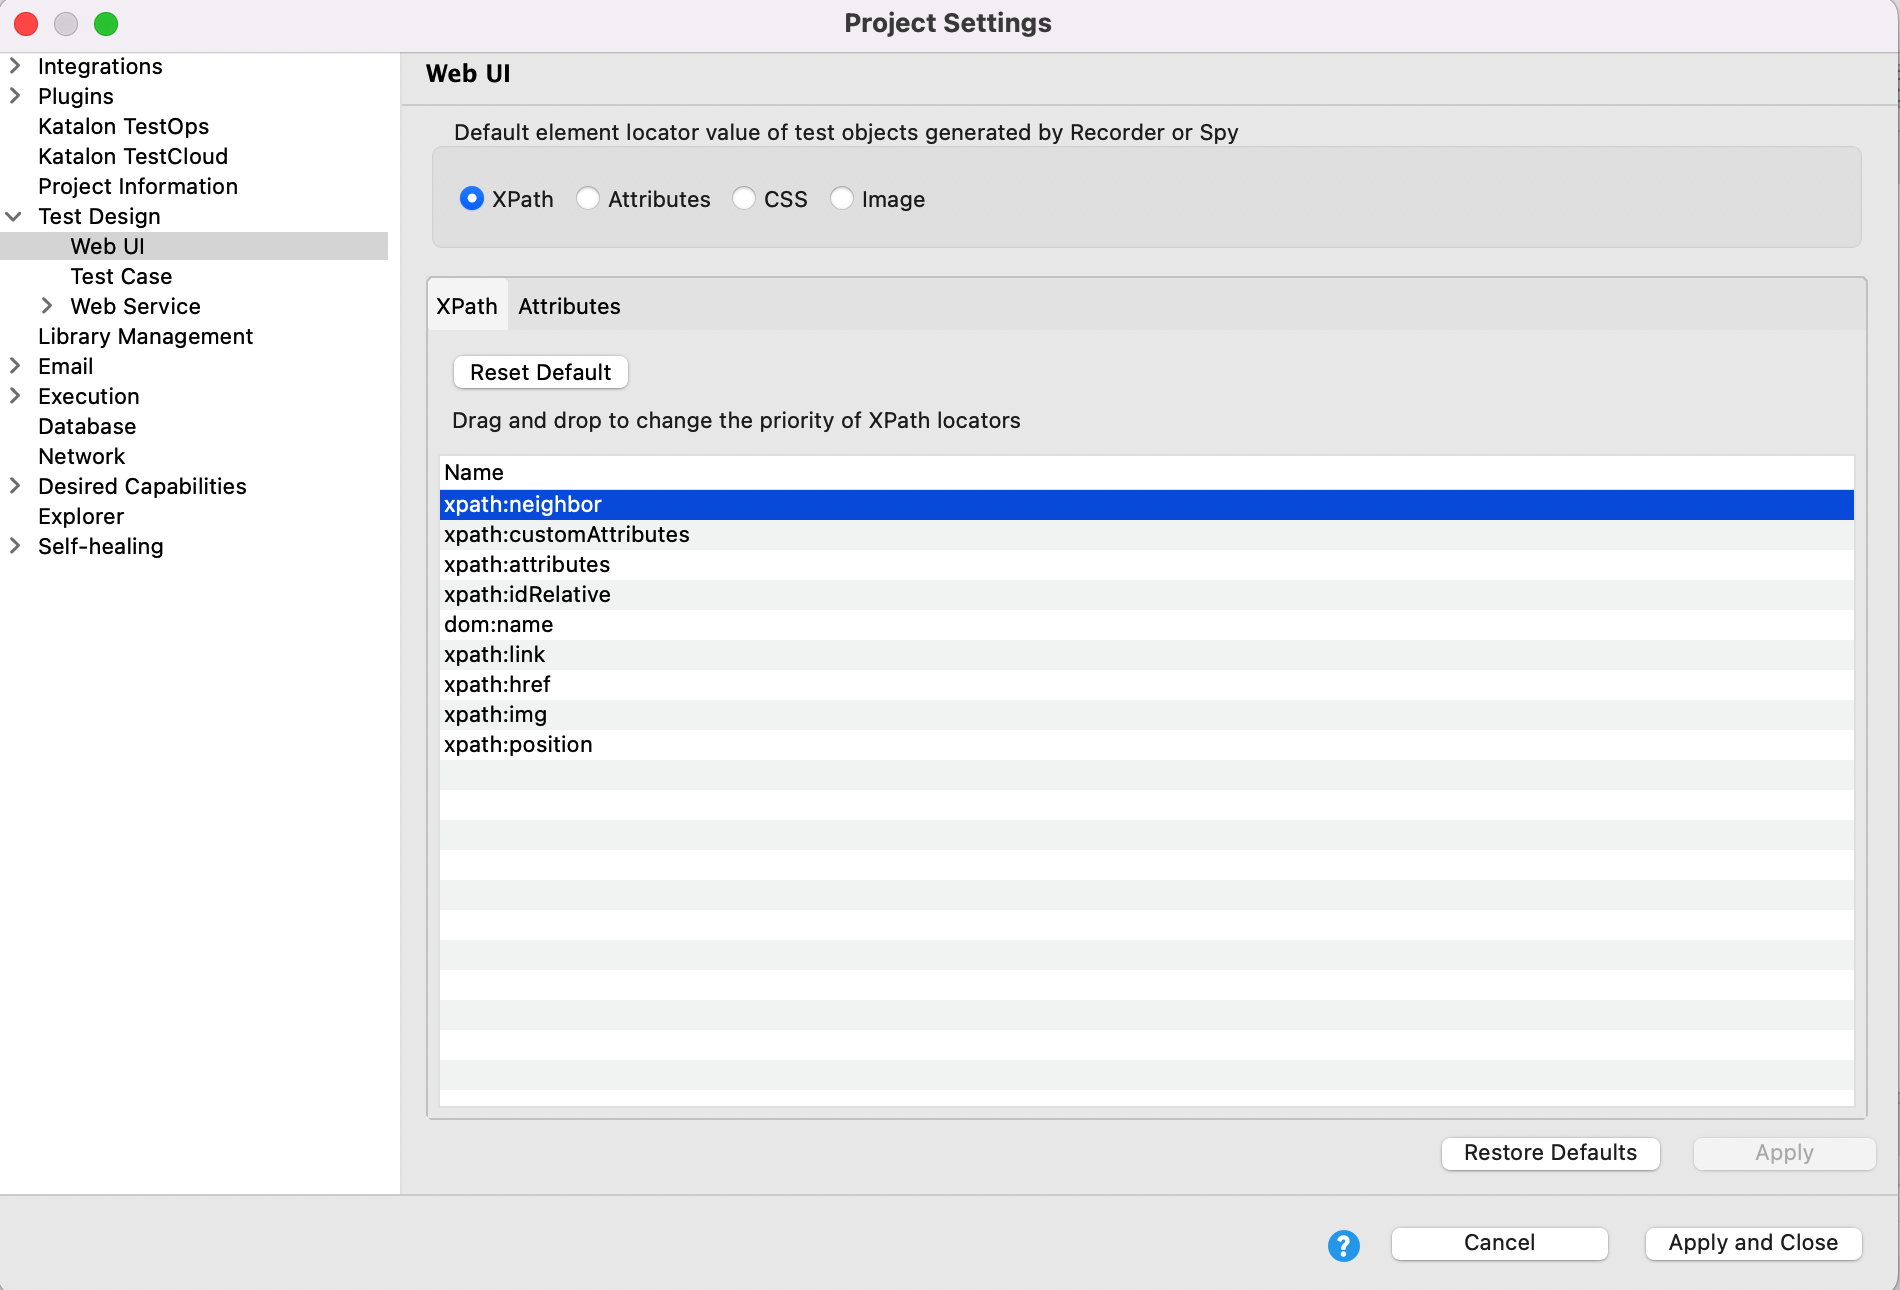 Project Settings
Integrations
Plugins
Katalon TestOps
Katalon TestCloud
Project Information
Test Design
Web UI
Test Case
Web Service
Library Management
Email
Execution
Database
Network
Desired Capabilities
Explorer
Self-healing
Web UI
Default element locator value of test objects generated by Recorder or Spy
XPath Attributes CSS Image
XPath Attributes
Reset Default
Drag and drop to change the priority of XPath locators
Name
xpath:neighbor
xpath:customAttributes
xpath:attributes
xpath:idRelative
dom:name
xpath:link
xpath:href
xpath:img
xpath:position
Restore Defaults Apply
? Cancel Apply and Close